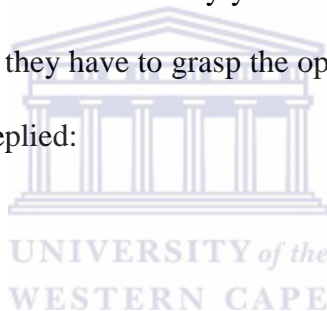 they have to grasp the op
eplied:
UNIVERSITY of the
WESTERN CAPE